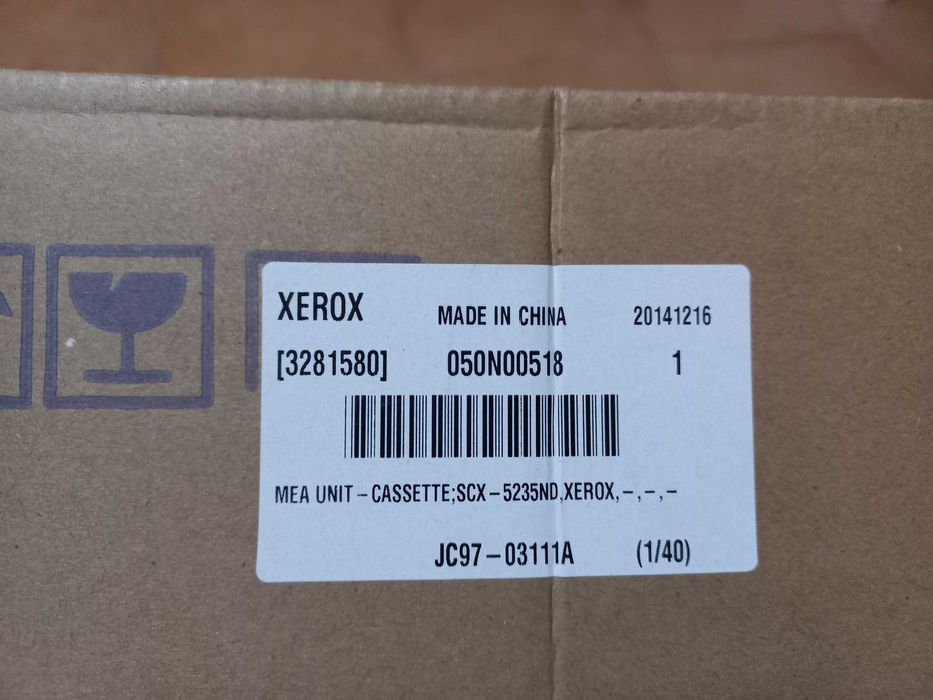 XEROX MADE IN CHINA 20141216
[3281580] 050N00518 1
MEA UNIT-CASSETTE;SCX-5235ND,XEROX,-,-,-
JC97-03111A (1/40)